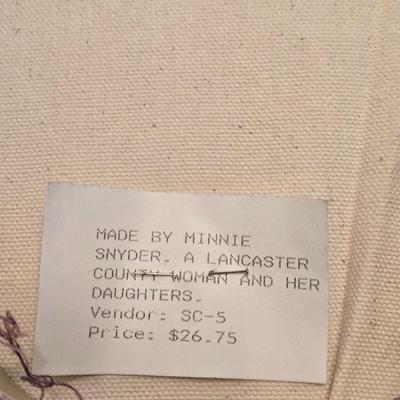 MADE BY MINNIE
SNYDER, A LANCASTER
COUNTY WOMAN AND HER
DAUGHTERS.
Vendor: SC-5
Price: $26.75